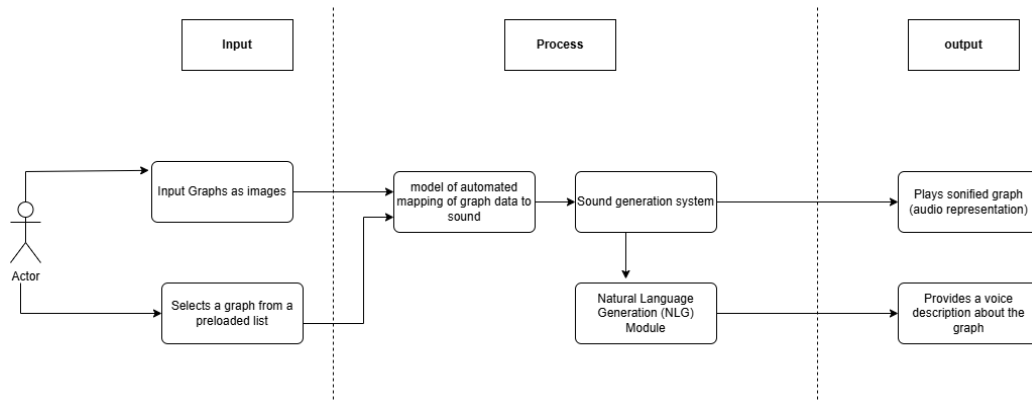 Input
Process
output
Input Graphs as images
model of automated
mapping of graph data to
sound
Sound generation system
Plays sonified graph
(audio representation)
Actor
Selects a graph from a
preloaded list
Natural Language
Generation (NLG)
Module
Provides a voice
description about the
graph